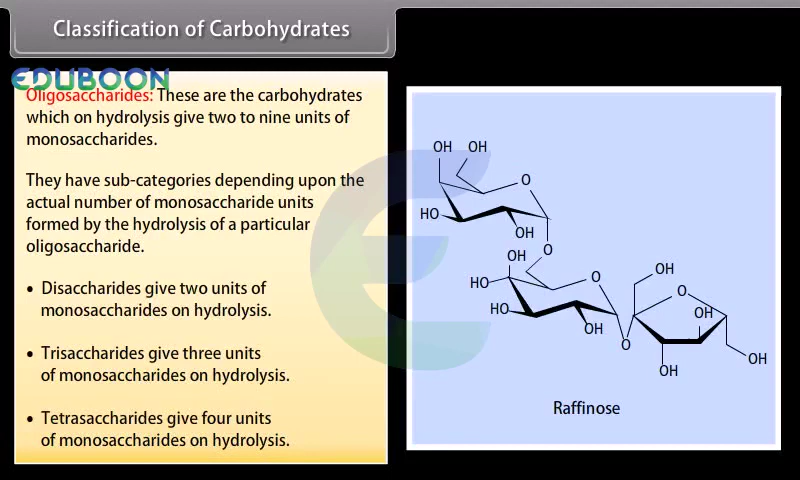 Classification of Carbohydrates
EDUBOON
Oligosaccharides: These are the carbohydrates
which on hydrolysis give two to nine units of
monosaccharides.
They have sub-categories depending upon the
actual number of monosaccharide units
formed by the hydrolysis of a particular
oligosaccharide.
• Disaccharides give two units of
monosaccharides on hydrolysis.
• Trisaccharides give three units
of monosaccharides on hydrolysis.
• Tetrasaccharides give four units
of monosaccharides on hydrolysis.
OH OH
O
HO
OH
O
OH
HO
O
HO
OH
O
OH
O
OH
OH
OH
Raffinose